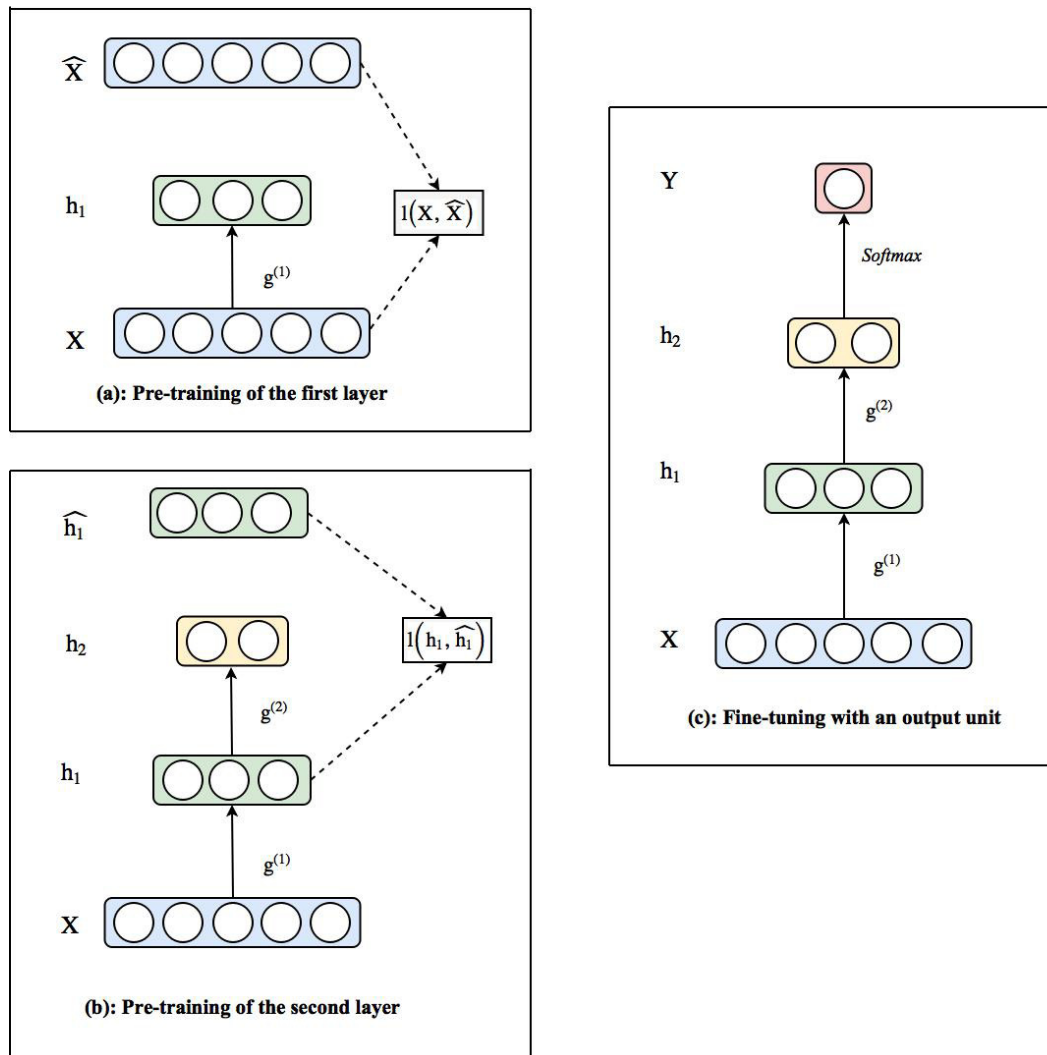 X̂
h₁
l(X, X̂)
g⁽¹⁾
X
(a): Pre-training of the first layer
ĥ₁
h₂
l(h₁, ĥ₁)
g⁽²⁾
h₁
g⁽¹⁾
X
(b): Pre-training of the second layer
Y
Softmax
h₂
g⁽²⁾
h₁
g⁽¹⁾
X
(c): Fine-tuning with an output unit